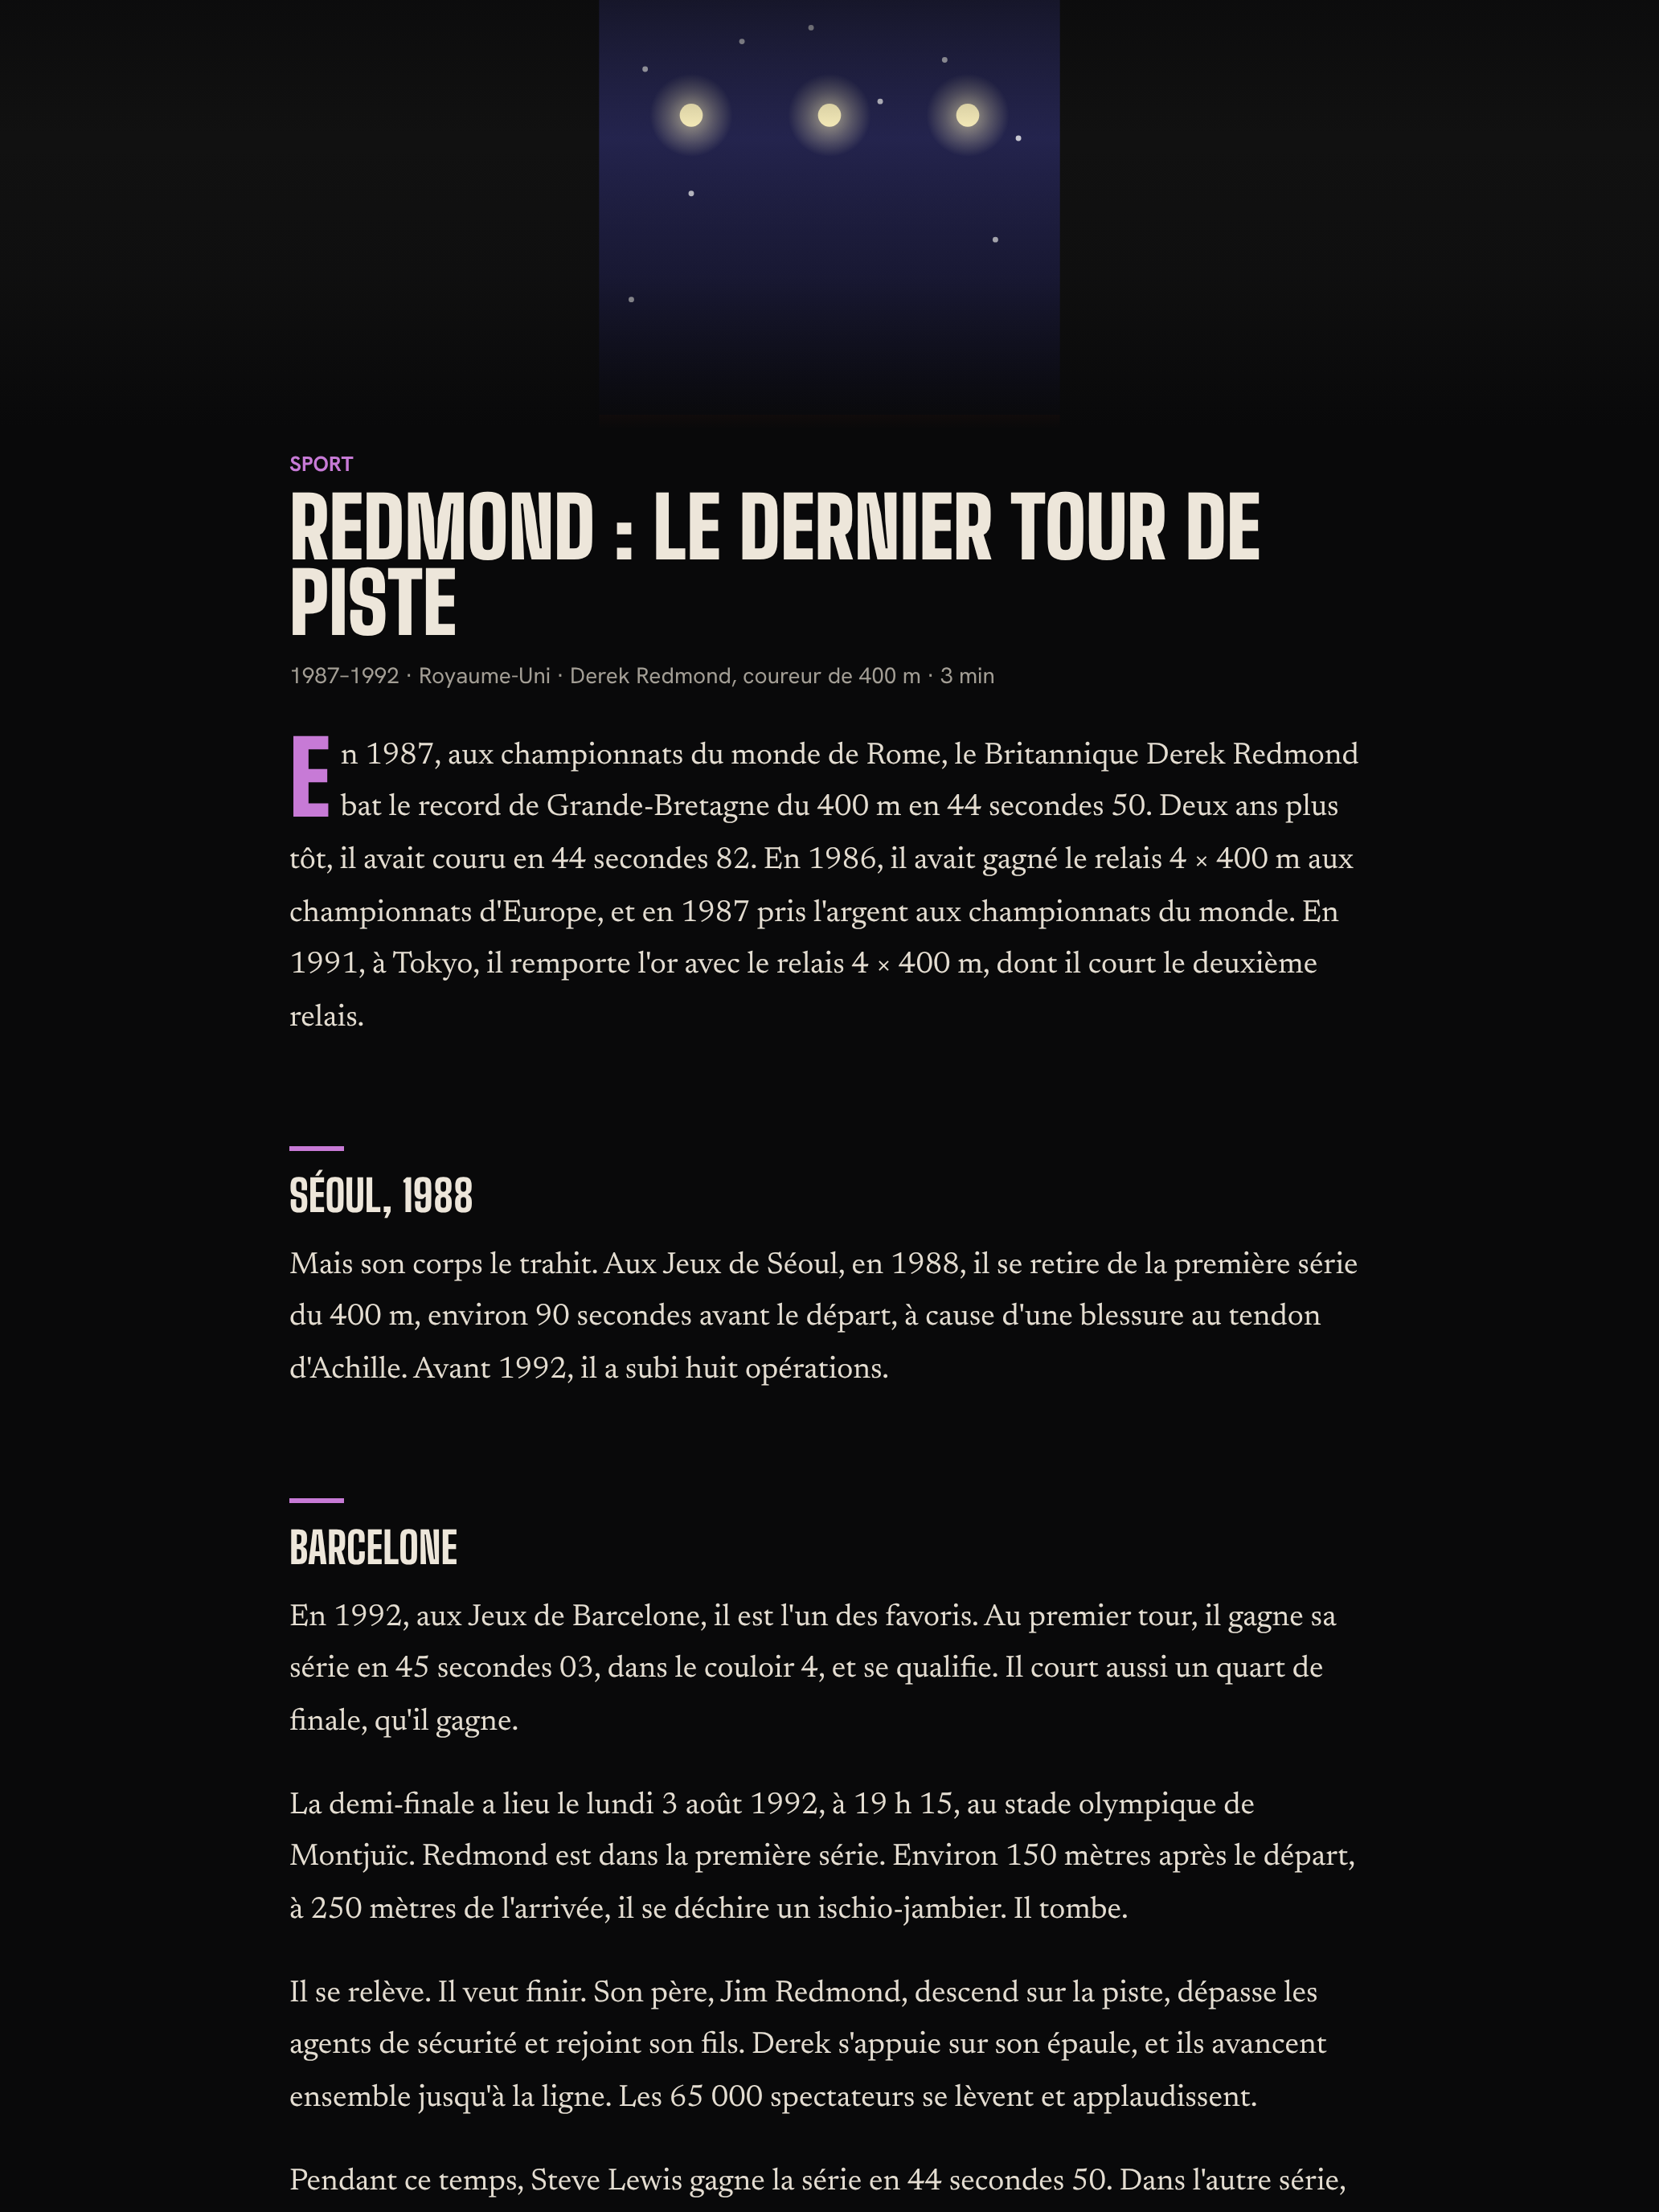 SPORT
REDMOND : LE DERNIER TOUR DE
PISTE
1987–1992 · Royaume-Uni · Derek Redmond, coureur de 400 m · 3 min
En 1987, aux championnats du monde de Rome, le Britannique Derek Redmond
bat le record de Grande-Bretagne du 400 m en 44 secondes 50. Deux ans plus
tôt, il avait couru en 44 secondes 82. En 1986, il avait gagné le relais 4 × 400 m aux
championnats d'Europe, et en 1987 pris l'argent aux championnats du monde. En
1991, à Tokyo, il remporte l'or avec le relais 4 × 400 m, dont il court le deuxième
relais.
SÉOUL, 1988
Mais son corps le trahit. Aux Jeux de Séoul, en 1988, il se retire de la première série
du 400 m, environ 90 secondes avant le départ, à cause d'une blessure au tendon
d'Achille. Avant 1992, il a subi huit opérations.
BARCELONE
En 1992, aux Jeux de Barcelone, il est l'un des favoris. Au premier tour, il gagne sa
série en 45 secondes 03, dans le couloir 4, et se qualifie. Il court aussi un quart de
finale, qu'il gagne.
La demi-finale a lieu le lundi 3 août 1992, à 19 h 15, au stade olympique de
Montjuïc. Redmond est dans la première série. Environ 150 mètres après le départ,
à 250 mètres de l'arrivée, il se déchire un ischio-jambier. Il tombe.
Il se relève. Il veut finir. Son père, Jim Redmond, descend sur la piste, dépasse les
agents de sécurité et rejoint son fils. Derek s'appuie sur son épaule, et ils avancent
ensemble jusqu'à la ligne. Les 65 000 spectateurs se lèvent et applaudissent.
Pendant ce temps, Steve Lewis gagne la série en 44 secondes 50. Dans l'autre série,